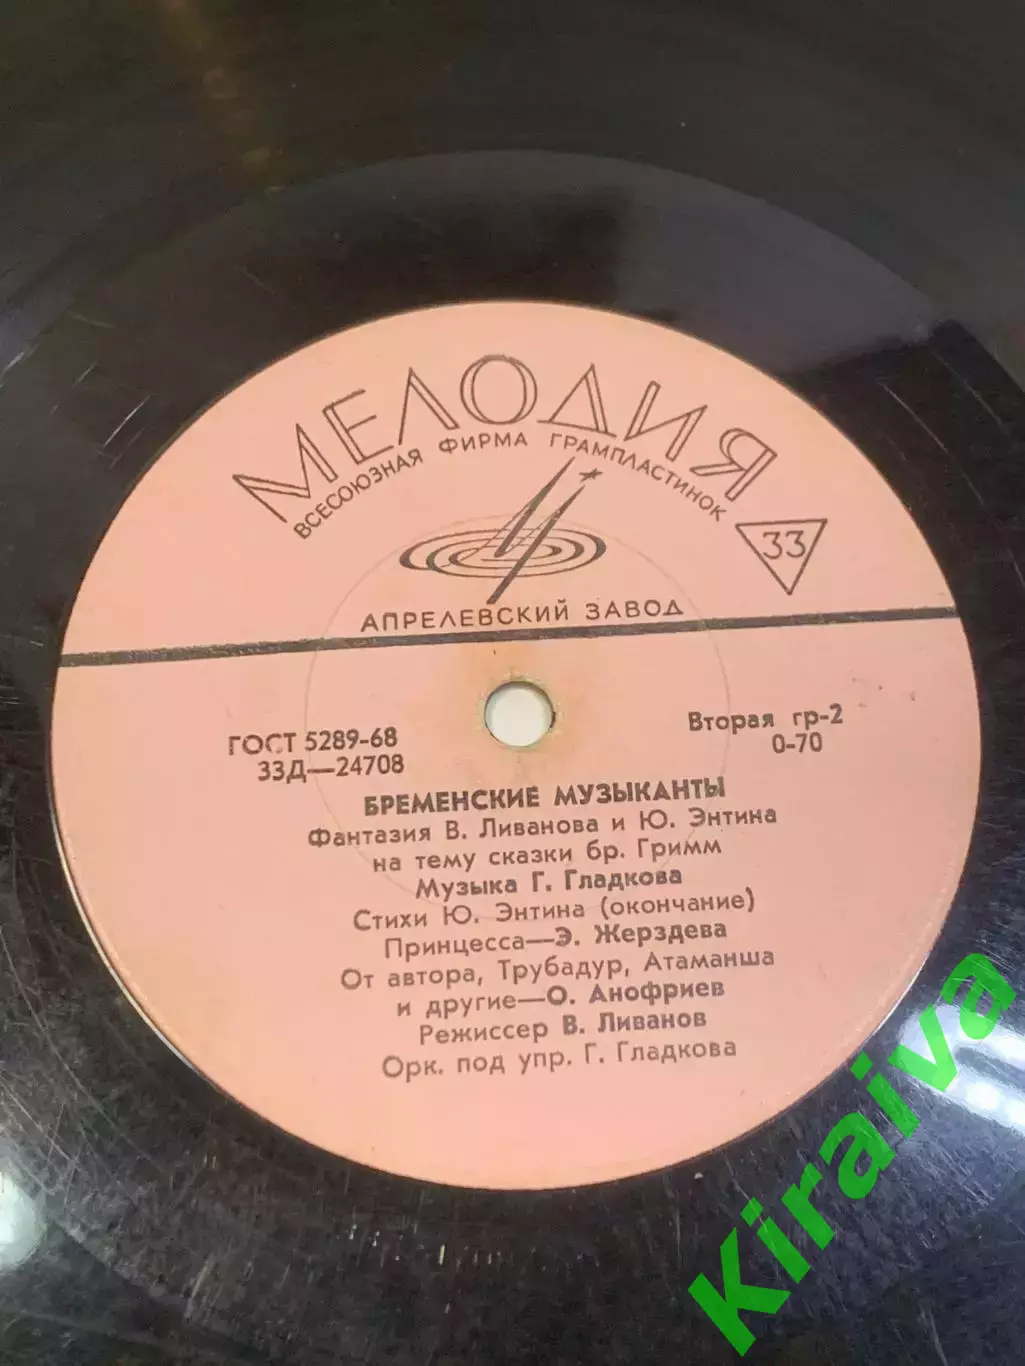 МЕЛОДИЯ
ВСЕСОЮЗНАЯ ФИРМА ГРАМПЛАСТИНОК
33
АПРЕЛЕВСКИЙ ЗАВОД
ГОСТ 5289-68
33Д—24708
Вторая гр-2
0-70
БРЕМЕНСКИЕ МУЗЫКАНТЫ
Фантазия В. Ливанова и Ю. Энтина
на тему сказки бр. Гримм
Музыка Г. Гладкова
Стихи Ю. Энтина (окончание)
Принцесса—Э. Жерздева
От автора, Трубадур, Атаманша
и другие—О. Анофриев
Режиссер В. Ливанов
Орк. под упр. Г. Гладкова
Kiraiva